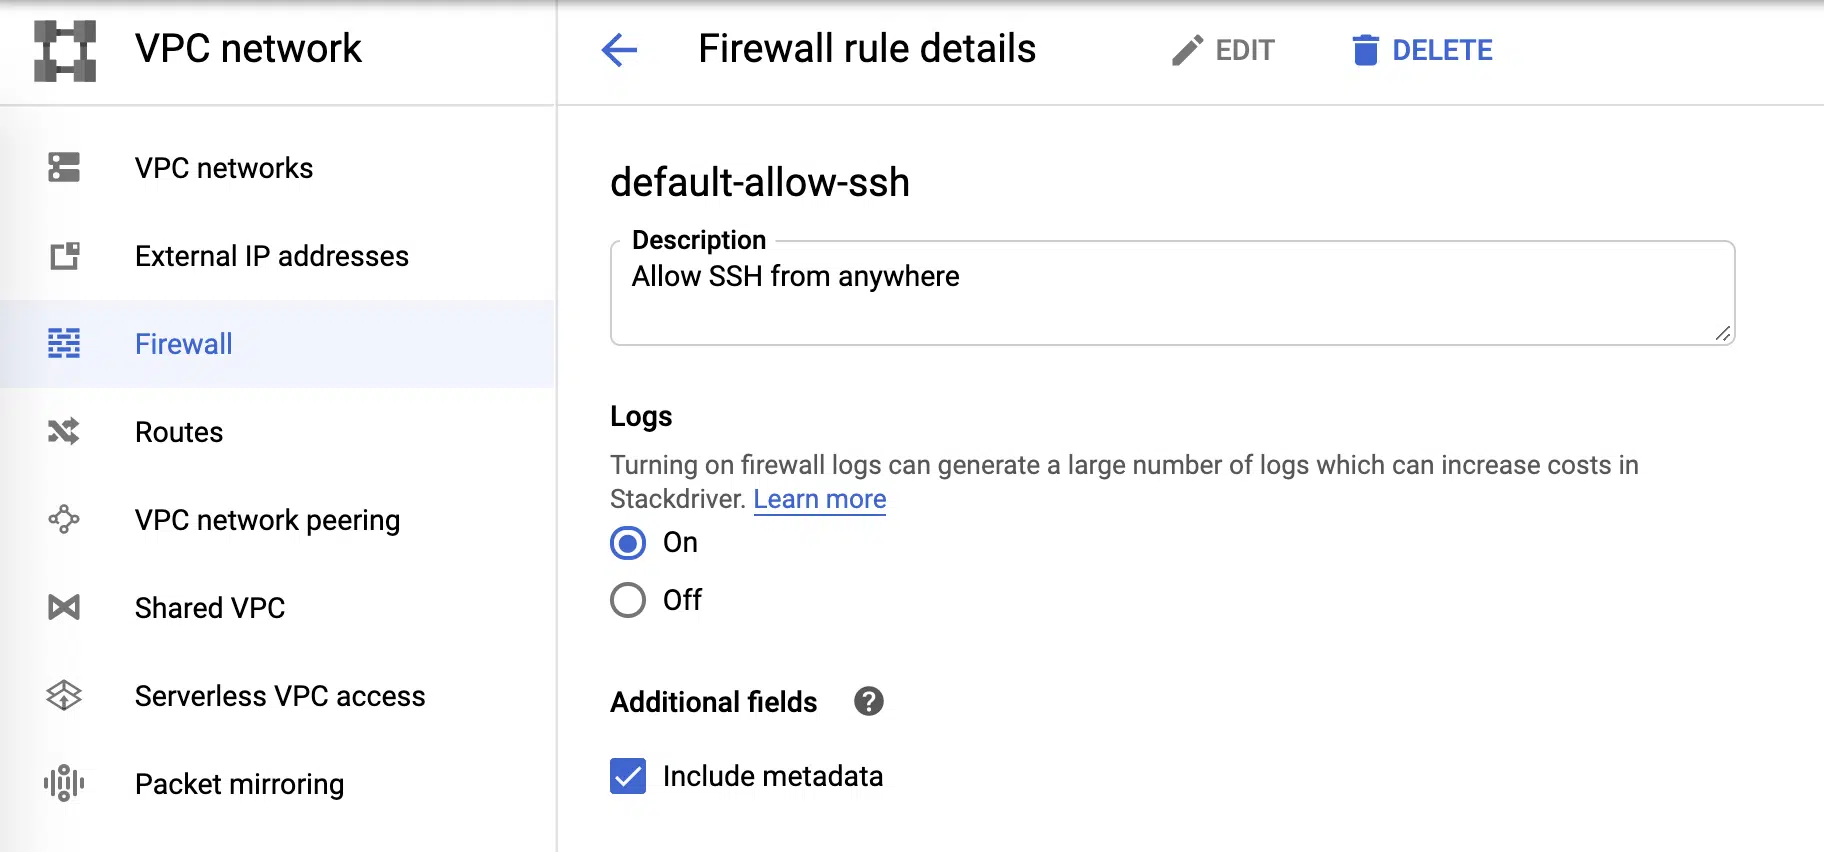 VPC network
Firewall rule details
EDIT
DELETE
VPC networks
External IP addresses
Firewall
Routes
VPC network peering
Shared VPC
Serverless VPC access
Packet mirroring
default-allow-ssh
Description
Allow SSH from anywhere
Logs
Turning on firewall logs can generate a large number of logs which can increase costs in
Stackdriver. Learn more
On
Off
Additional fields ?
Include metadata